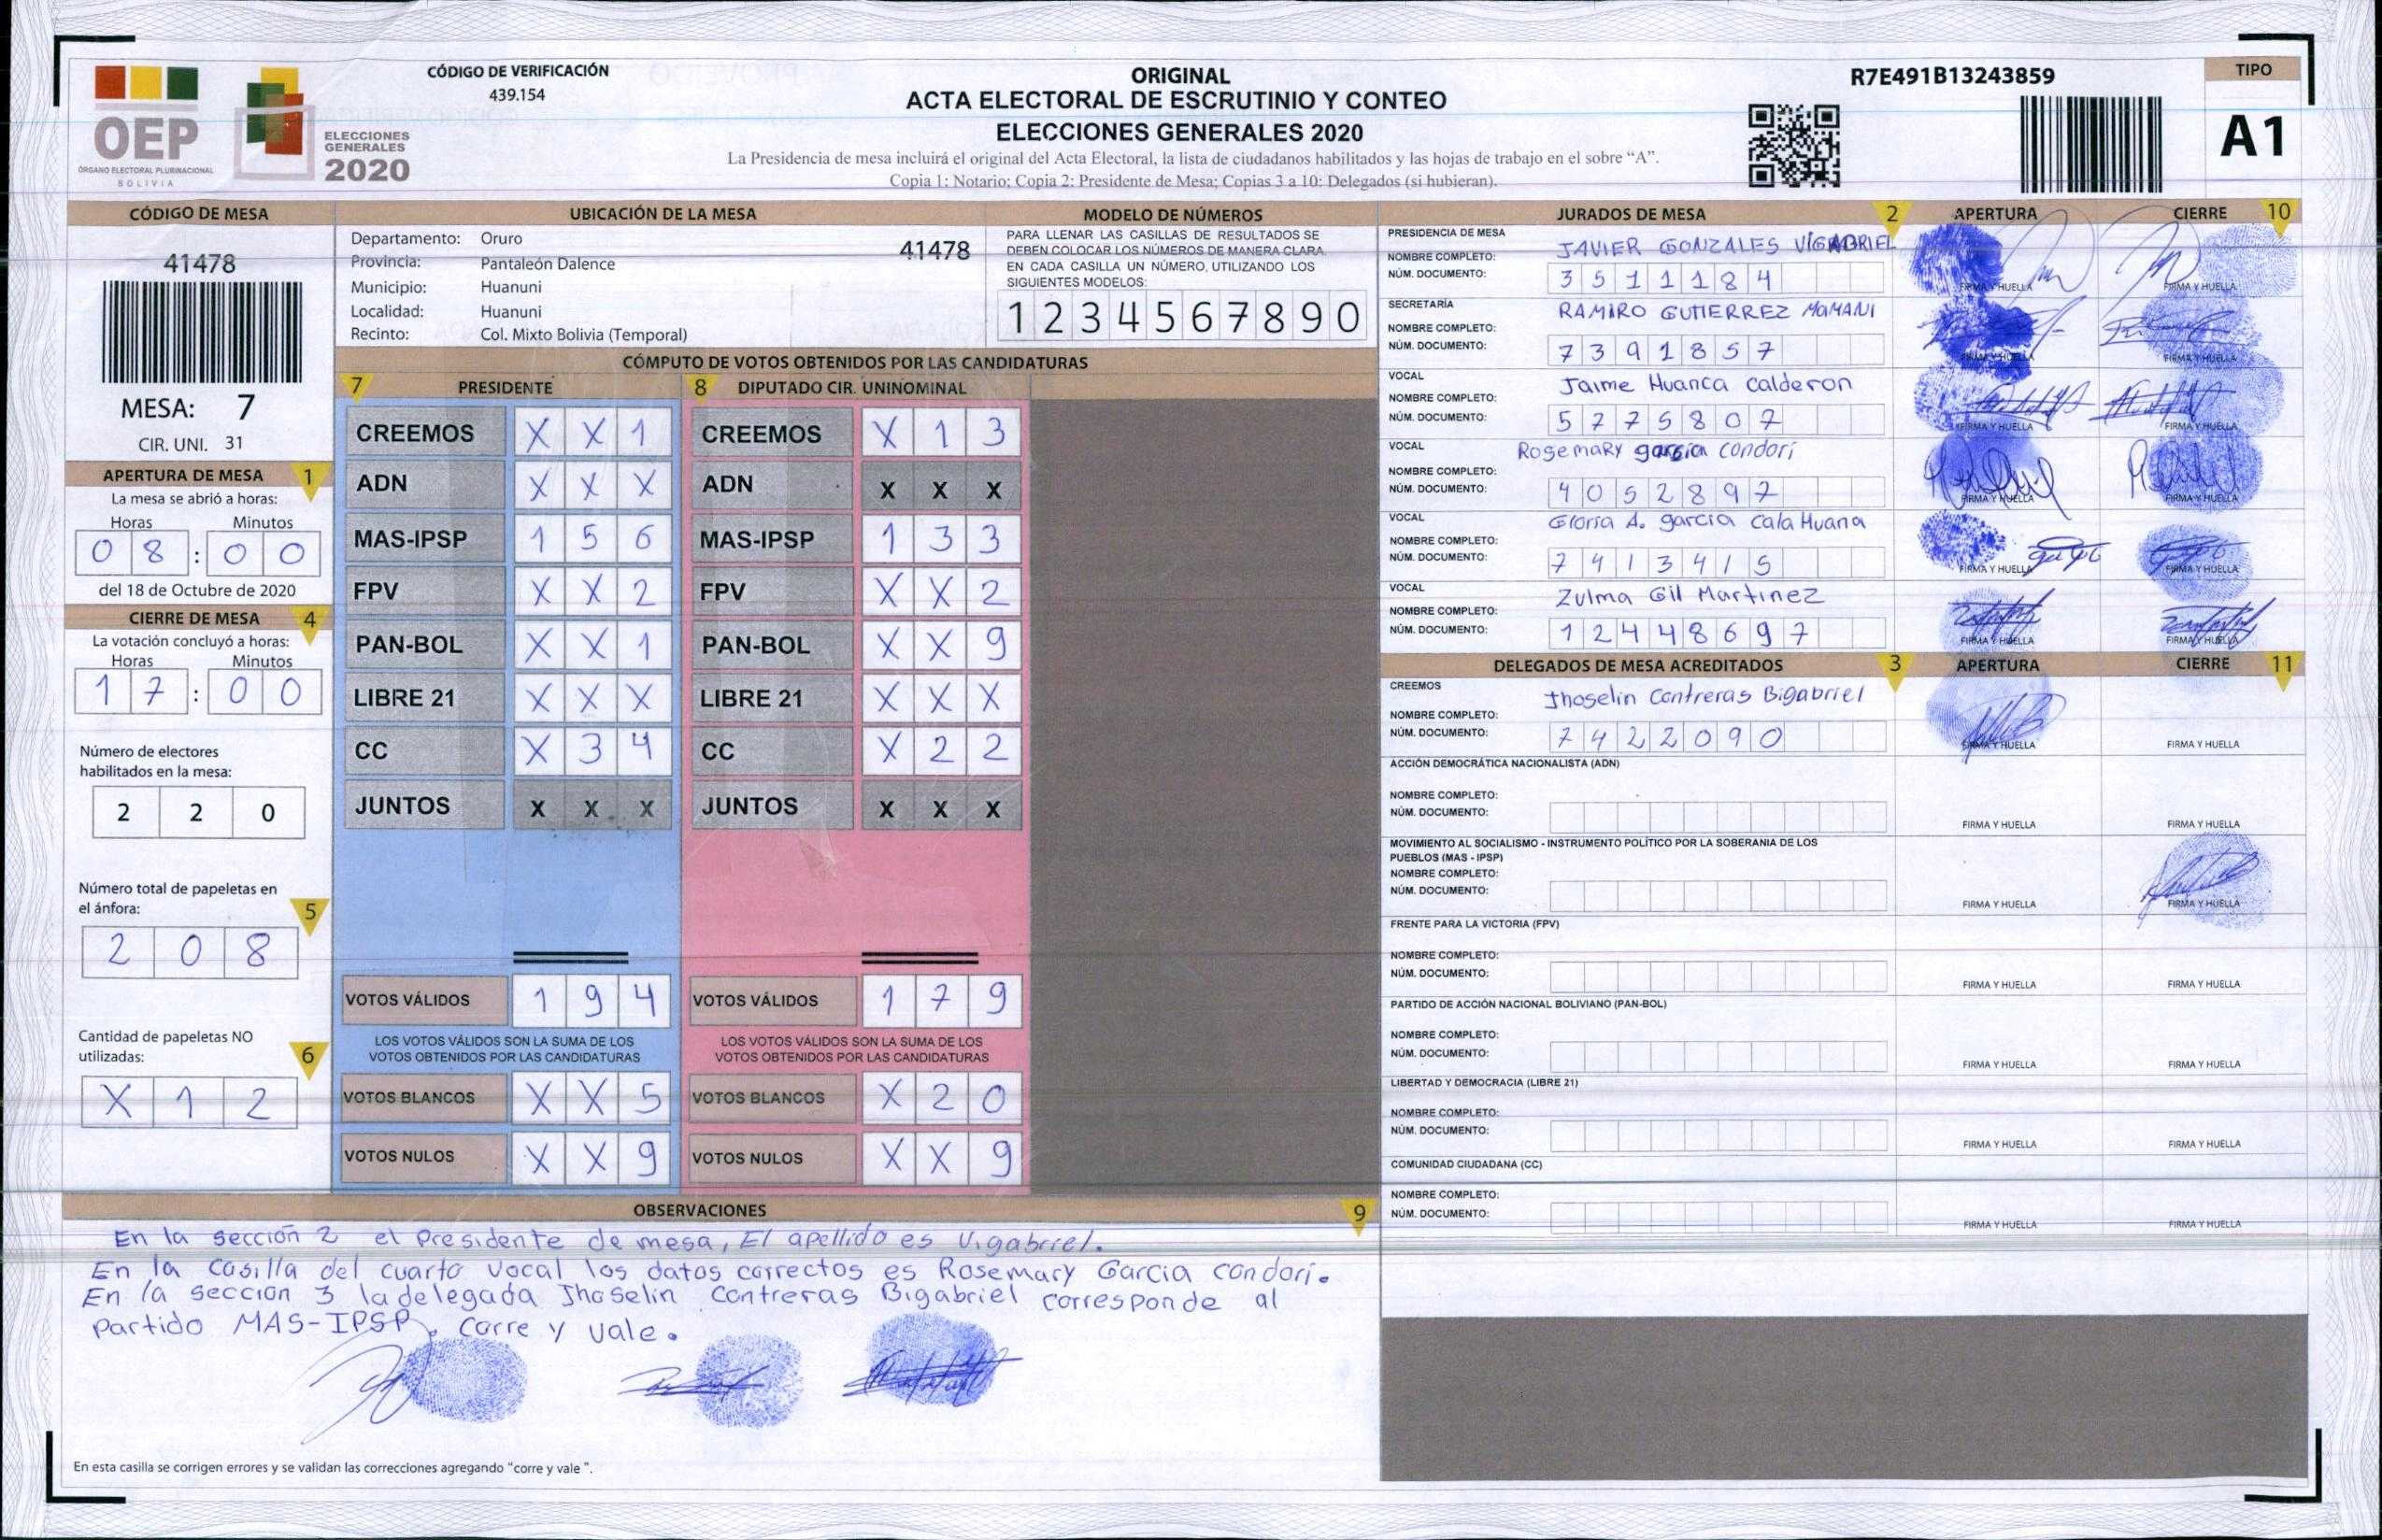 OEP
ÓRGANO ELECTORAL PLURINACIONAL
BOLIVIA
ELECCIONES
GENERALES
2020
CÓDIGO DE VERIFICACIÓN
439.154
ORIGINAL
ACTA ELECTORAL DE ESCRUTINIO Y CONTEO
ELECCIONES GENERALES 2020
La Presidencia de mesa incluirá el original del Acta Electoral, la lista de ciudadanos habilitados y las hojas de trabajo en el sobre “A”.
Copia 1: Notario; Copia 2: Presidente de Mesa; Copias 3 a 10: Delegados (si hubieran).
R7E491B13243859
TIPO
A1
CÓDIGO DE MESA
41478
MESA: 7
CIR. UNI. 31
APERTURA DE MESA 1
La mesa se abrió a horas:
Horas Minutos
0 8 : 0 0
del 18 de Octubre de 2020
CIERRE DE MESA 4
La votación concluyó a horas:
Horas Minutos
1 7 : 0 0
Número de electores
habilitados en la mesa:
2 2 0
Número total de papeletas en
el ánfora: 5
2 0 8
Cantidad de papeletas NO
utilizadas: 6
X 1 2
UBICACIÓN DE LA MESA
Departamento: Oruro
41478
Provincia: Pantaleón Dalence
Municipio: Huanuni
Localidad: Huanuni
Recinto: Col. Mixto Bolivia (Temporal)
MODELO DE NÚMEROS
PARA LLENAR LAS CASILLAS DE RESULTADOS SE
DEBEN COLOCAR LOS NÚMEROS DE MANERA CLARA
EN CADA CASILLA UN NÚMERO, UTILIZANDO LOS
SIGUIENTES MODELOS:
1 2 3 4 5 6 7 8 9 0
CÓMPUTO DE VOTOS OBTENIDOS POR LAS CANDIDATURAS
7 PRESIDENTE 8 DIPUTADO CIR. UNINOMINAL
CREEMOS X X 1 CREEMOS X 1 3
ADN X X X ADN X X X
MAS-IPSP 1 5 6 MAS-IPSP 1 3 3
FPV X X 2 FPV X X 2
PAN-BOL X X 1 PAN-BOL X X 9
LIBRE 21 X X X LIBRE 21 X X X
CC X 3 4 CC X 2 2
JUNTOS X X X JUNTOS X X X
VOTOS VÁLIDOS 1 9 4 VOTOS VÁLIDOS 1 7 9
LOS VOTOS VÁLIDOS SON LA SUMA DE LOS LOS VOTOS VÁLIDOS SON LA SUMA DE LOS
VOTOS OBTENIDOS POR LAS CANDIDATURAS VOTOS OBTENIDOS POR LAS CANDIDATURAS
VOTOS BLANCOS X X 5 VOTOS BLANCOS X 2 0
VOTOS NULOS X X 9 VOTOS NULOS X X 9
JURADOS DE MESA 2 APERTURA CIERRE 10
PRESIDENCIA DE MESA
NOMBRE COMPLETO: JAVIER GONZALES VIGABRIEL
NÚM. DOCUMENTO: 3 5 1 1 1 8 4
FIRMA Y HUELLA FIRMA Y HUELLA
SECRETARÍA
NOMBRE COMPLETO: RAMIRO GUTIERREZ MAMANI
NÚM. DOCUMENTO: 7 3 9 1 8 5 7
FIRMA Y HUELLA FIRMA Y HUELLA
VOCAL
NOMBRE COMPLETO: Jaime Huanca Calderon
NÚM. DOCUMENTO: 5 7 7 5 8 0 7
FIRMA Y HUELLA FIRMA Y HUELLA
VOCAL
NOMBRE COMPLETO: Rosemary garcia condori
NÚM. DOCUMENTO: 4 0 5 2 8 9 7
FIRMA Y HUELLA FIRMA Y HUELLA
VOCAL
NOMBRE COMPLETO: Gloria A. garcia Cala Huana
NÚM. DOCUMENTO: 7 4 1 3 4 1 5
FIRMA Y HUELLA FIRMA Y HUELLA
VOCAL
NOMBRE COMPLETO: Zulma Gil Martinez
NÚM. DOCUMENTO: 1 2 4 4 8 6 9 7
FIRMA Y HUELLA FIRMA Y HUELLA
DELEGADOS DE MESA ACREDITADOS 3 APERTURA CIERRE 11
CREEMOS
NOMBRE COMPLETO: Jhoselin Contreras Bigabriel
NÚM. DOCUMENTO: 7 4 2 2 0 9 0
FIRMA Y HUELLA FIRMA Y HUELLA
ACCIÓN DEMOCRÁTICA NACIONALISTA (ADN)
NOMBRE COMPLETO:
NÚM. DOCUMENTO:
FIRMA Y HUELLA FIRMA Y HUELLA
MOVIMIENTO AL SOCIALISMO - INSTRUMENTO POLÍTICO POR LA SOBERANIA DE LOS
PUEBLOS (MAS - IPSP)
NOMBRE COMPLETO:
NÚM. DOCUMENTO:
FIRMA Y HUELLA FIRMA Y HUELLA
FRENTE PARA LA VICTORIA (FPV)
NOMBRE COMPLETO:
NÚM. DOCUMENTO:
FIRMA Y HUELLA FIRMA Y HUELLA
PARTIDO DE ACCIÓN NACIONAL BOLIVIANO (PAN-BOL)
NOMBRE COMPLETO:
NÚM. DOCUMENTO:
FIRMA Y HUELLA FIRMA Y HUELLA
LIBERTAD Y DEMOCRACIA (LIBRE 21)
NOMBRE COMPLETO:
NÚM. DOCUMENTO:
FIRMA Y HUELLA FIRMA Y HUELLA
COMUNIDAD CIUDADANA (CC)
NOMBRE COMPLETO:
NÚM. DOCUMENTO:
FIRMA Y HUELLA FIRMA Y HUELLA
OBSERVACIONES 9
En la sección 2 el Presidente de mesa, El apellido es Vigabriel.
En la casilla del cuarto vocal los datos correctos es Rosemary Garcia condori.
En la sección 3 la delegada Jhoselin Contreras Bigabriel corresponde al
Partido MAS-IPSP. Corre y vale.
En esta casilla se corrigen errores y se validan las correcciones agregando “corre y vale ”.